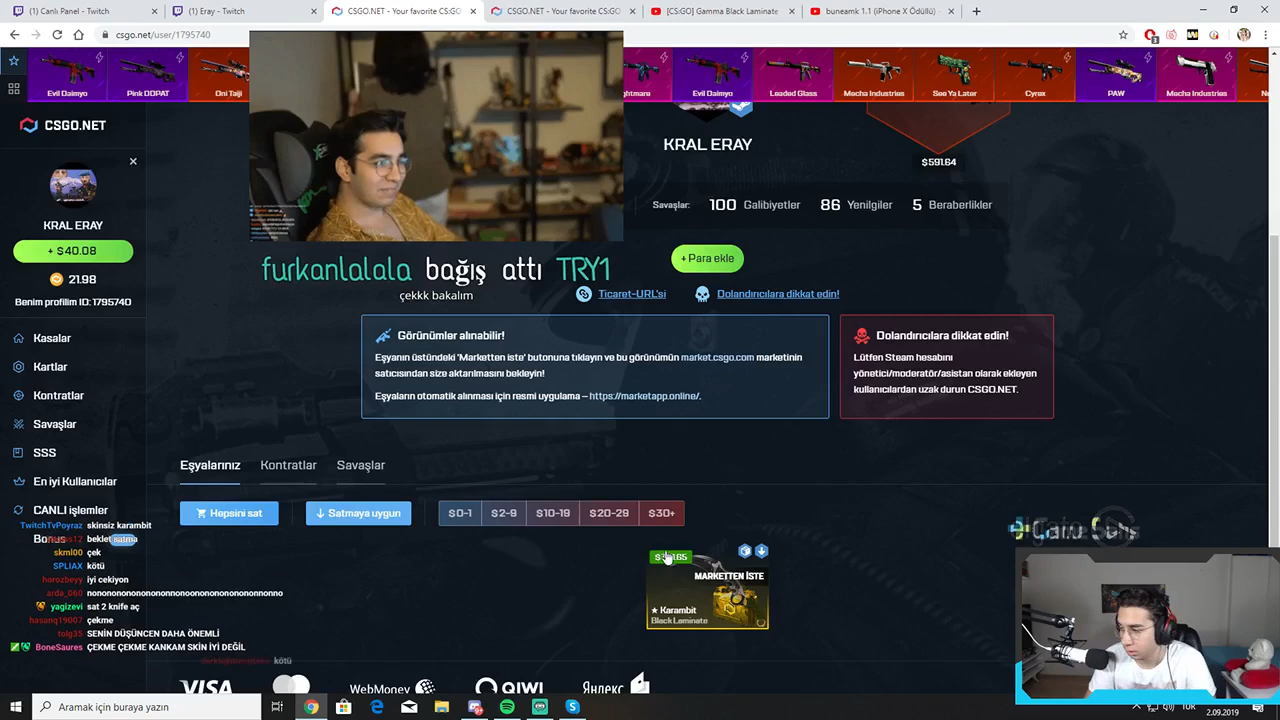 (1) Canlı Panel - Twitch
(1) Eray - Twitch
CSGO.NET - Your favorite CS:GO
CSGO.NET - Your favorite CS:GO
[CS:GO] Gamma Black Laminate
buneamk 1.1 (iPhone X Ödüllü) -
csgo.net/user/1795740
Evil Daimyo
Pink DDPAT
Oni Taiji
Evil Daimyo
Leaded Glass
Mecha Industries
See Ya Later
Cyrex
PAW
Mecha Industries
CSGO.NET
KRAL ERAY
+ $40.08
21.98
Benim profilim ID: 1795740
Kasalar
Kartlar
Kontratlar
Savaşlar
SSS
En iyi Kullanıcılar
CANLI işlemler
KRAL ERAY
$591.64
Savaşlar: 100 Galibiyetler 86 Yenilgiler 5 Beraberlikler
furkanlalala bağış attı TRY1
çekkk bakalım
+Para ekle
Ticaret-URL'si
Dolandırıcılara dikkat edin!
Görünümler alınabilir!
Eşyanın üstündeki 'Marketten iste' butonuna tıklayın ve bu görünümün market.csgo.com marketinin
satıcısından size aktarılmasını bekleyin!
Eşyaların otomatik alınması için resmi uygulama – https://marketapp.online/.
Dolandırıcılara dikkat edin!
Lütfen Steam hesabını
yönetici/moderatör/asistan olarak ekleyen
kullanıcılardan uzak durun CSGO.NET.
Eşyalarınız Kontratlar Savaşlar
Hepsini sat
Satmaya uygun
$0-1 $2-9 $10-19 $20-29 $30+
MARKETTEN İSTE
★ Karambit
Black Laminate
TwitchTvPoyraz skinsiz karambit
beklet satma
skml00 çek
SPLIAX kötü
horozbeyy iyi cekiyon
yagizevi sat 2 knife aç
hasanq19007 çekme
tolg35 SENİN DÜŞÜNCEN DAHA ÖNEMLİ
BoneSaures ÇEKME ÇEKME KANKAM SKIN İYİ DEĞİL
kötü
VISA
WebMoney
QIWI
Яндекс
Aramak için buraya yazın
TUR
2.09.2019